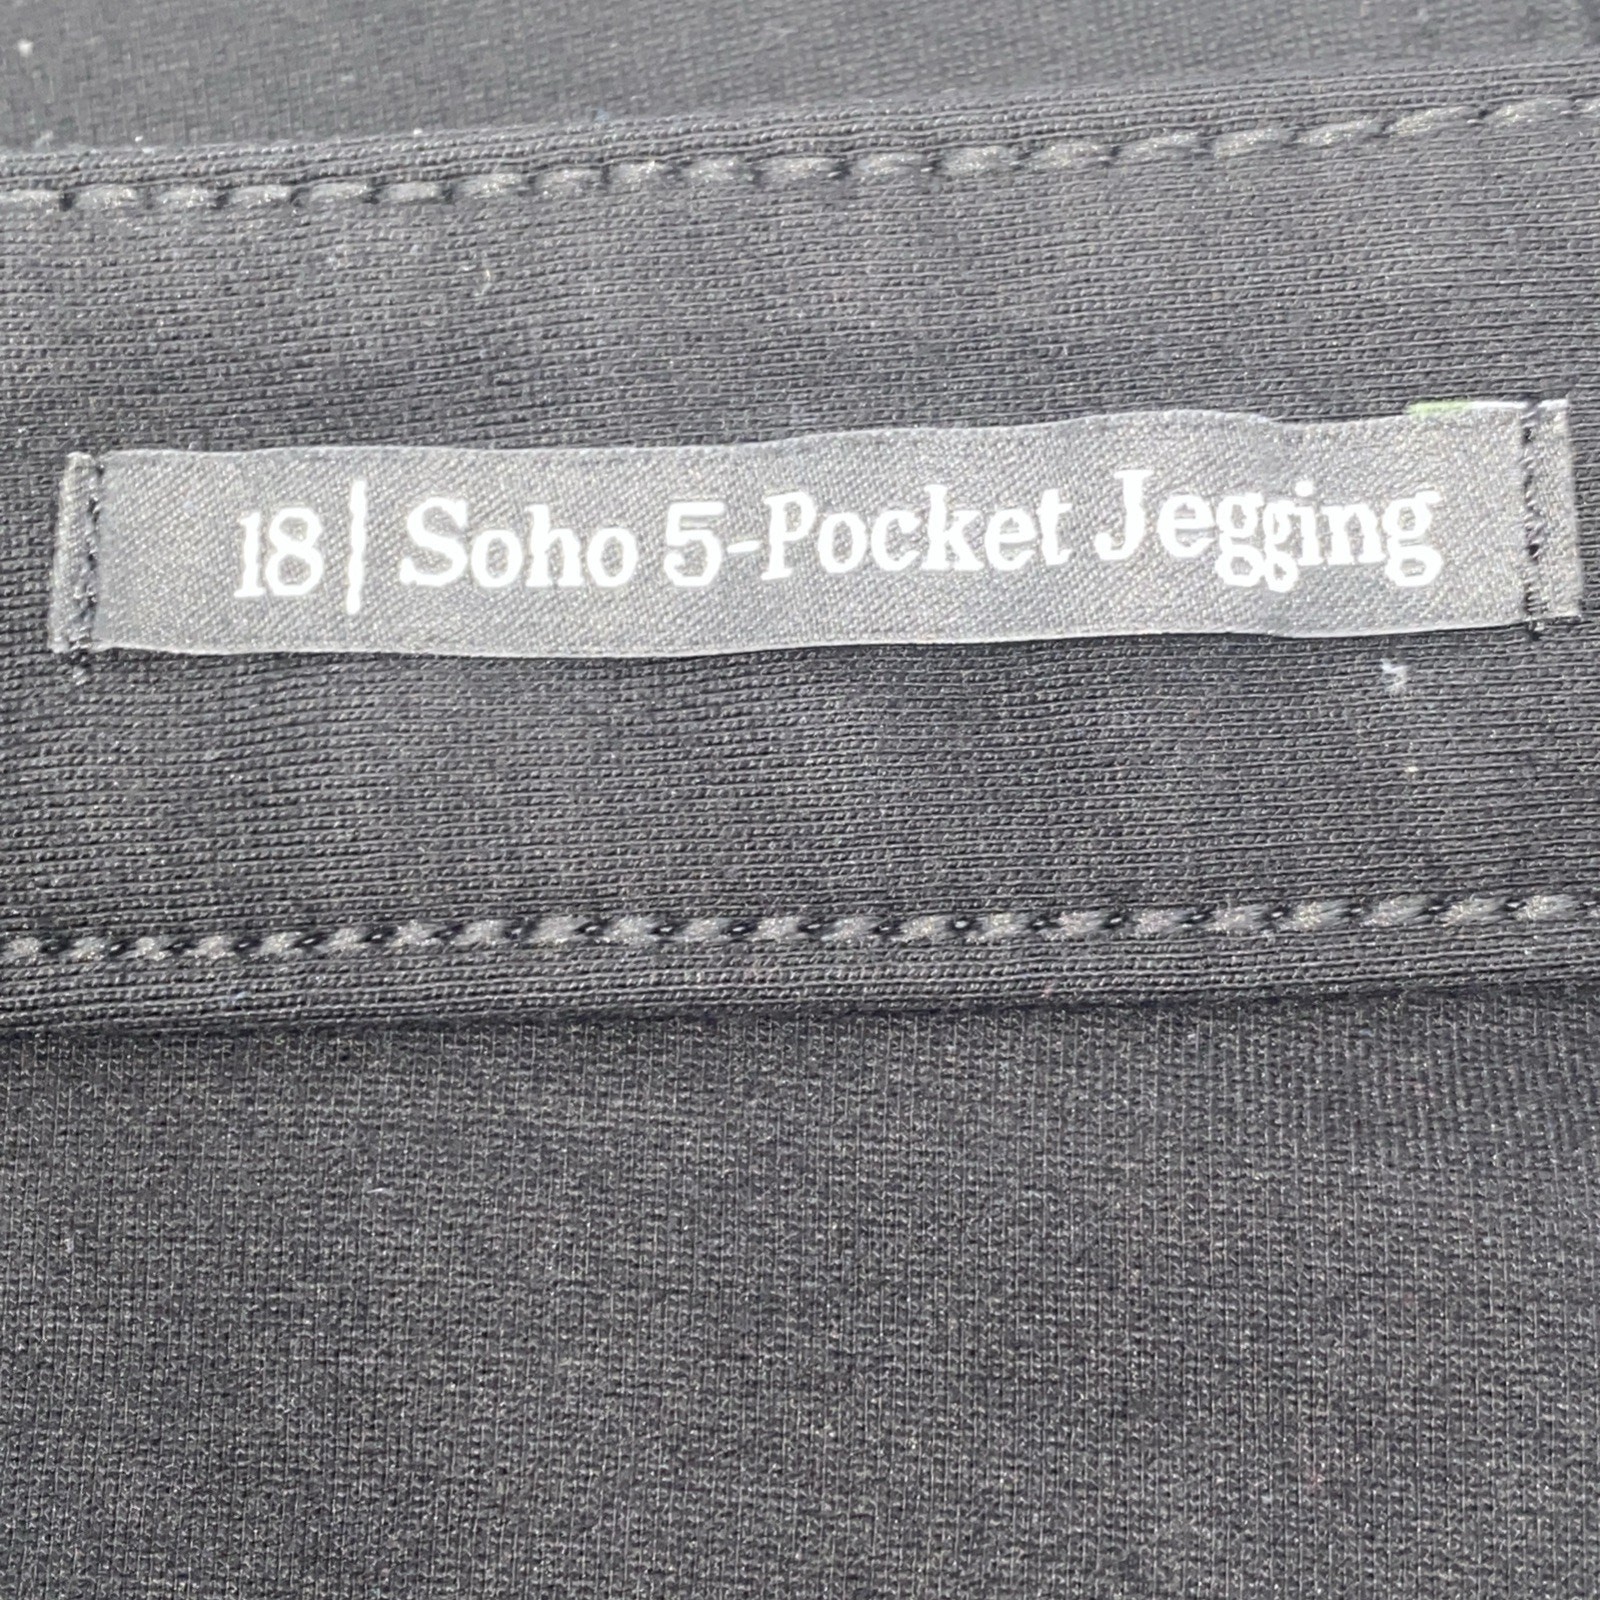 18| Soho 5-Pocket Jegging